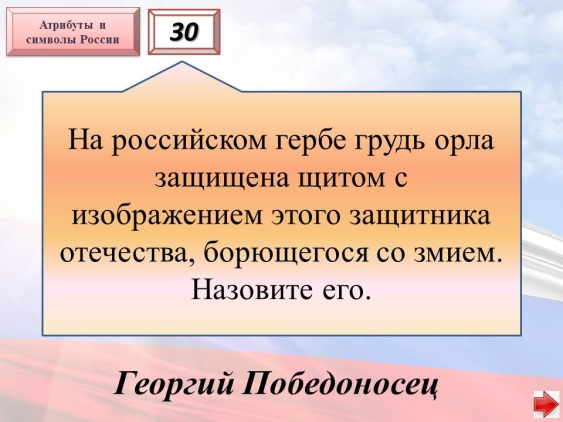 Атрибуты и
символы России
30
На российском гербе грудь орла
защищена щитом с
изображением этого защитника
отечества, борющегося со змием.
Назовите его.
Георгий Победоносец